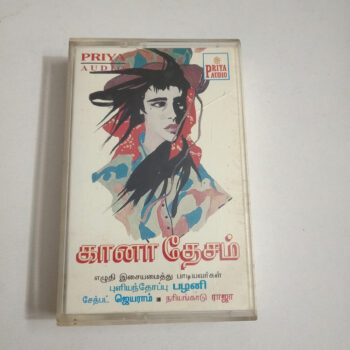 PRIYA
AUDIO
PRIYA
AUDIO
கானா தேசம்
எழுதி இசையமைத்து பாடியவர்கள்
புளியந்தோப்பு பழனி
சேத்பட் ஜெயராம் ■ நரியங்காடு ராஜா